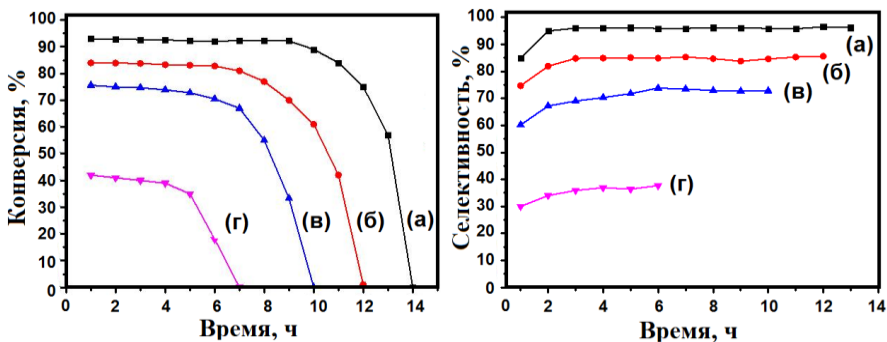 Конверсия, %
100
90
80
70
60
50
40
30
20
10
0
(г)
(в)
(б)
(а)
0 2 4 6 8 10 12 14
Время, ч
Селективность, %
100
90
80
70
60
50
40
30
20
10
0
(а)
(б)
(в)
(г)
0 2 4 6 8 10 12 14
Время, ч